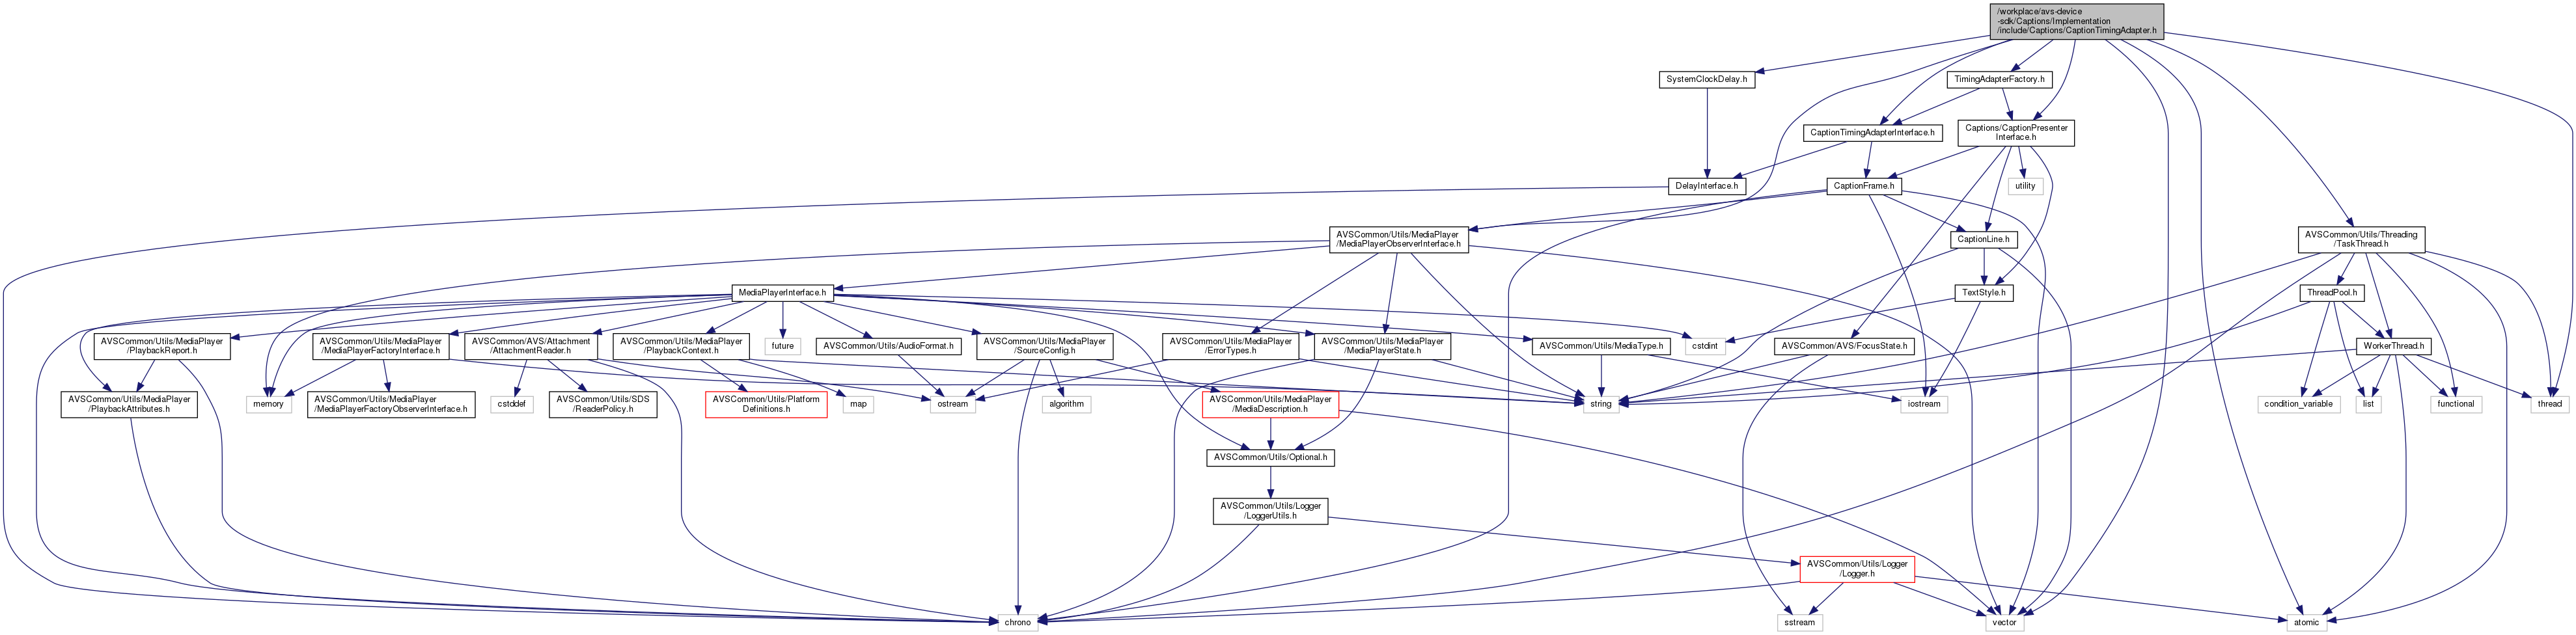 /workplace/avs-device
-sdk/Captions/Implementation
/include/Captions/CaptionTimingAdapter.h
SystemClockDelay.h
TimingAdapterFactory.h
CaptionTimingAdapterInterface.h
Captions/CaptionPresenter
Interface.h
DelayInterface.h
CaptionFrame.h
utility
AVSCommon/Utils/MediaPlayer
/MediaPlayerObserverInterface.h
CaptionLine.h
AVSCommon/Utils/Threading
/TaskThread.h
MediaPlayerInterface.h
TextStyle.h
ThreadPool.h
AVSCommon/Utils/MediaPlayer
/PlaybackReport.h
AVSCommon/Utils/MediaPlayer
/MediaPlayerFactoryInterface.h
AVSCommon/AVS/Attachment
/AttachmentReader.h
AVSCommon/Utils/MediaPlayer
/PlaybackContext.h
future
AVSCommon/Utils/AudioFormat.h
AVSCommon/Utils/MediaPlayer
/SourceConfig.h
AVSCommon/Utils/MediaPlayer
/ErrorTypes.h
AVSCommon/Utils/MediaPlayer
/MediaPlayerState.h
AVSCommon/Utils/MediaType.h
cstdint
AVSCommon/AVS/FocusState.h
WorkerThread.h
AVSCommon/Utils/MediaPlayer
/PlaybackAttributes.h
memory
AVSCommon/Utils/MediaPlayer
/MediaPlayerFactoryObserverInterface.h
cstddef
AVSCommon/Utils/SDS
/ReaderPolicy.h
AVSCommon/Utils/Platform
Definitions.h
map
ostream
algorithm
AVSCommon/Utils/MediaPlayer
/MediaDescription.h
string
iostream
condition_variable
list
functional
thread
AVSCommon/Utils/Optional.h
AVSCommon/Utils/Logger
/LoggerUtils.h
AVSCommon/Utils/Logger
/Logger.h
chrono
sstream
vector
atomic